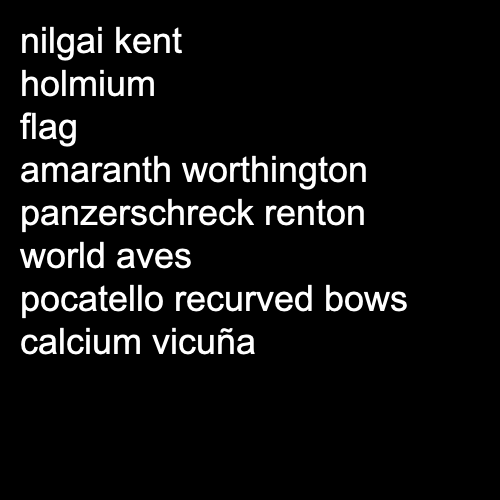 nilgai kent
holmium
flag
amaranth worthington
panzerschreck renton
world aves
pocatello recurved bows
calcium vicuña